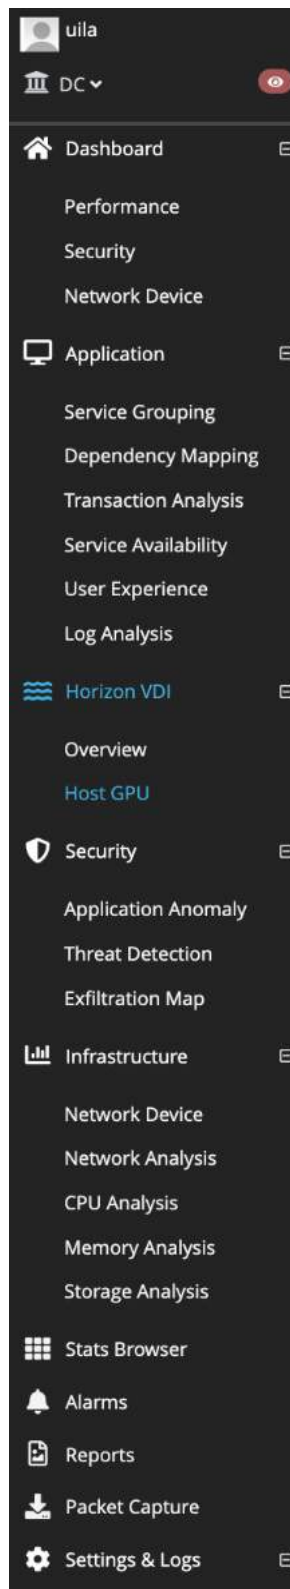 uila
DC
Dashboard
Performance
Security
Network Device
Application
Service Grouping
Dependency Mapping
Transaction Analysis
Service Availability
User Experience
Log Analysis
Horizon VDI
Overview
Host GPU
Security
Application Anomaly
Threat Detection
Exfiltration Map
Infrastructure
Network Device
Network Analysis
CPU Analysis
Memory Analysis
Storage Analysis
Stats Browser
Alarms
Reports
Packet Capture
Settings & Logs